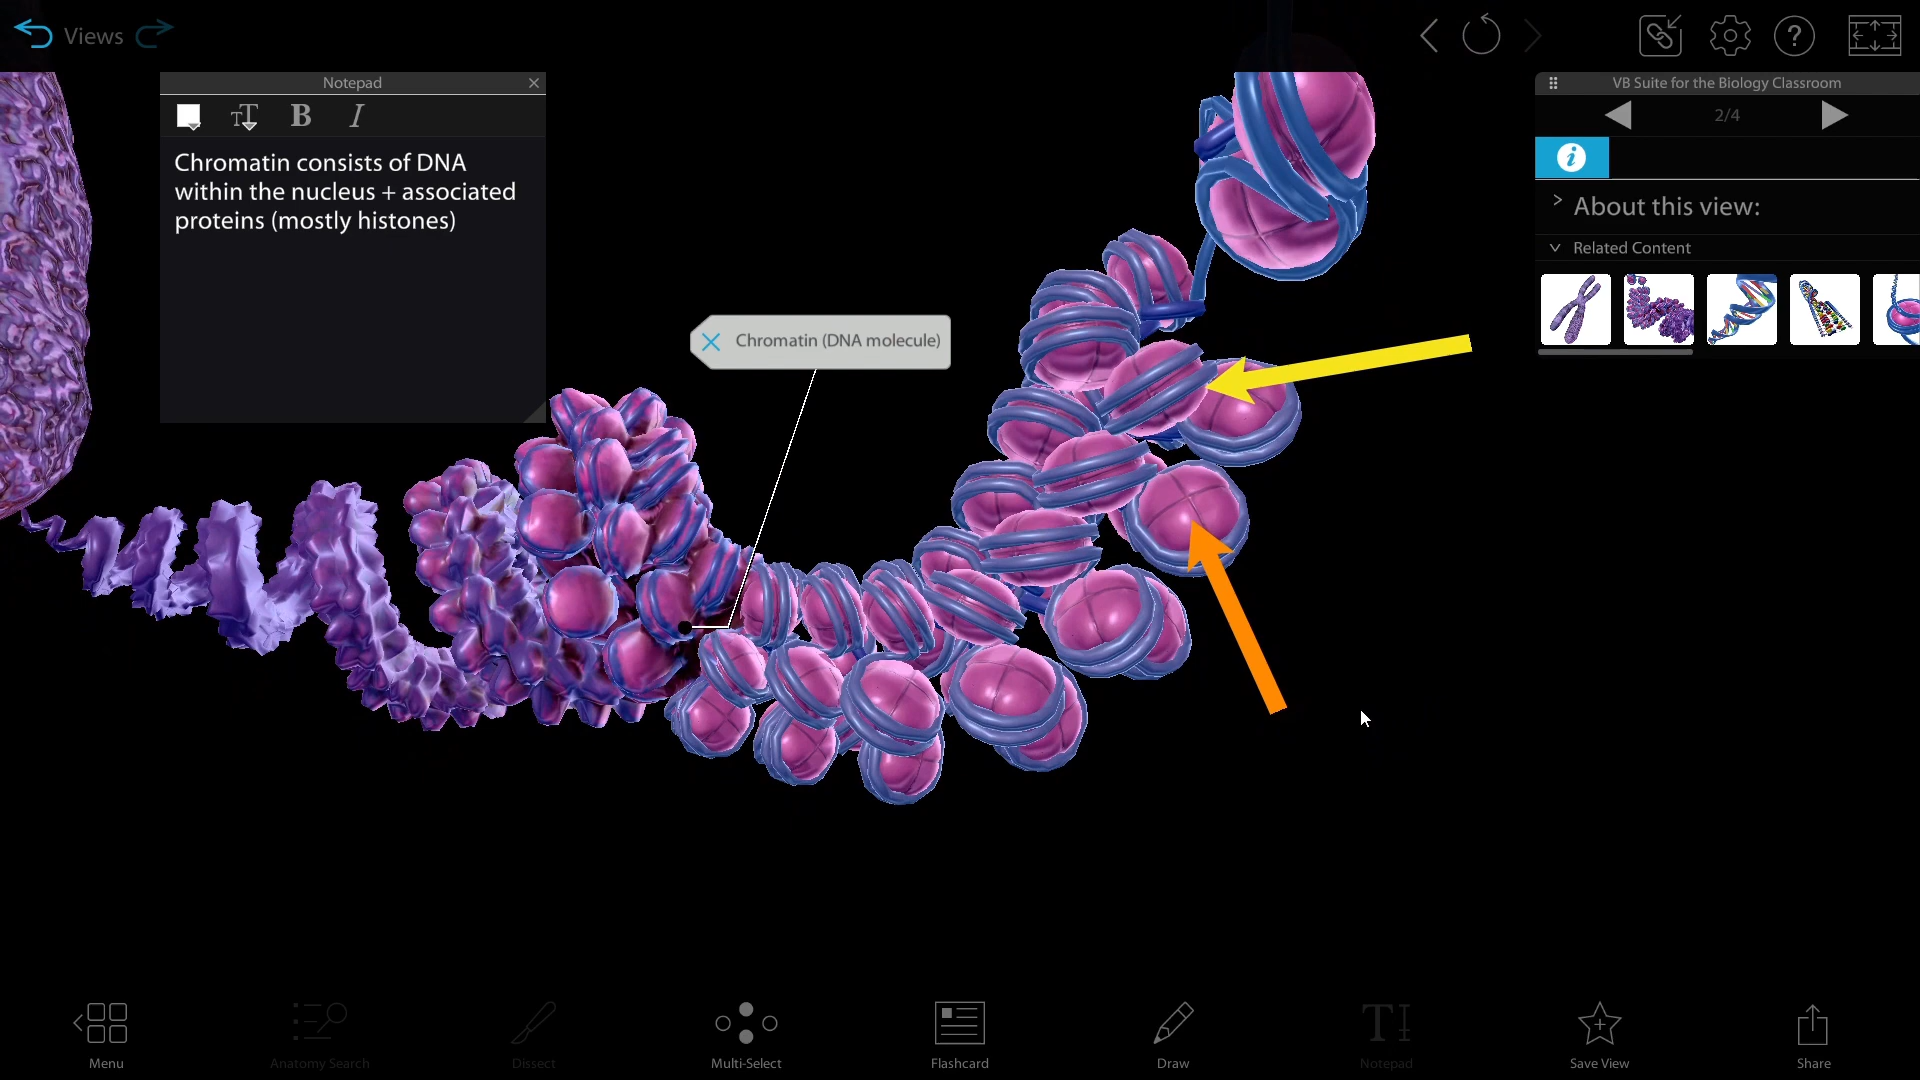 Views
Notepad
B I
Chromatin consists of DNA
within the nucleus + associated
proteins (mostly histones)
Chromatin (DNA molecule)
VB Suite for the Biology Classroom
2/4
About this view:
Related Content
Menu
Anatomy Search
Dissect
Multi-Select
Flashcard
Draw
Notepad
Save View
Share